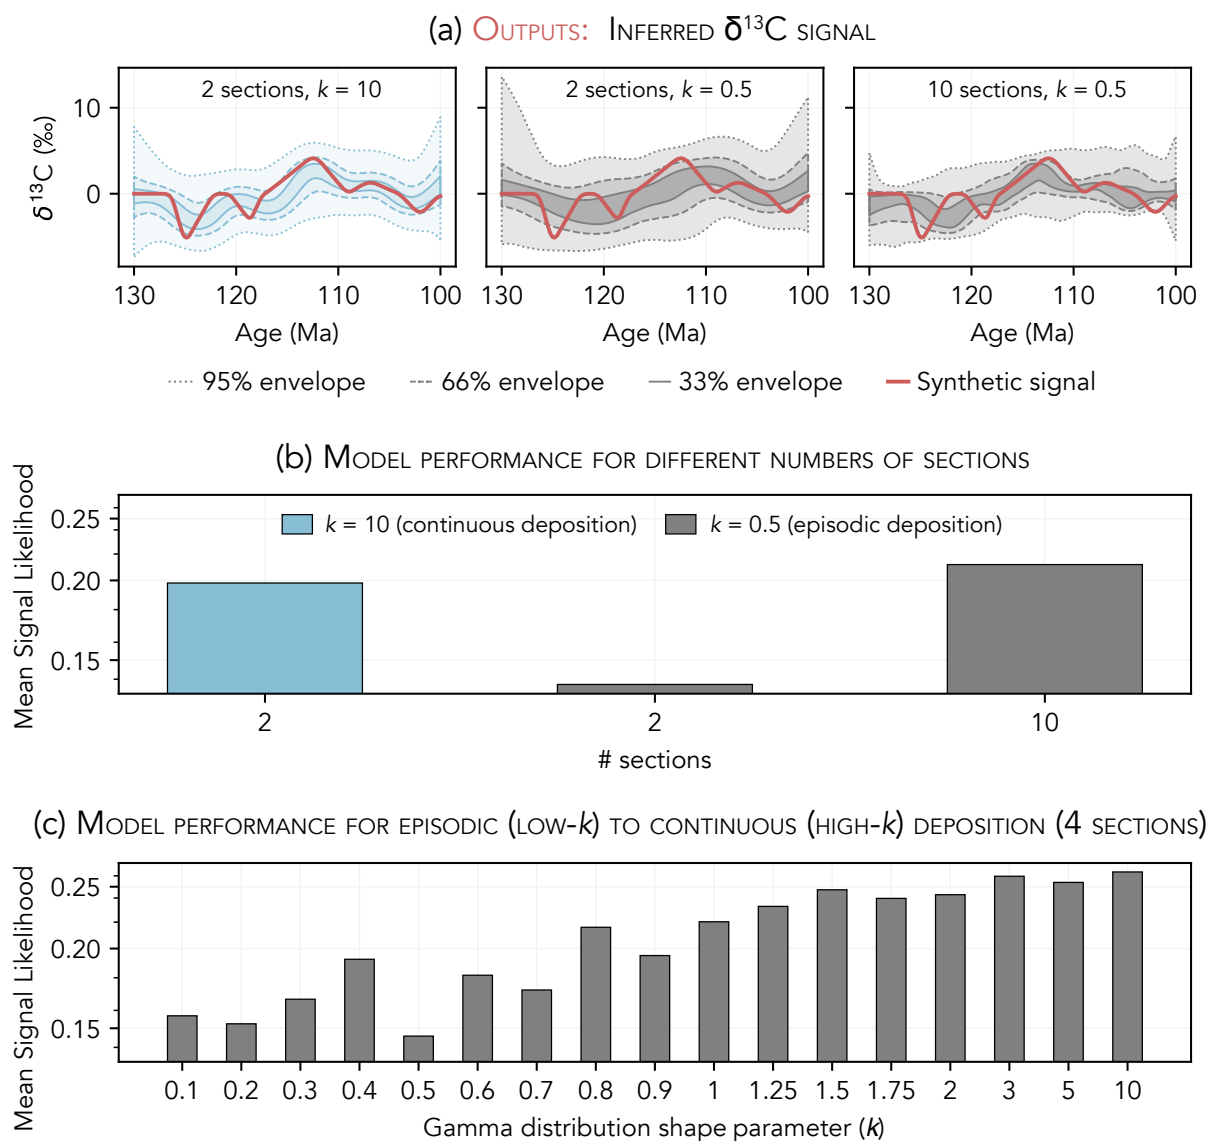 (a) OUTPUTS: INFERRED δ¹³C SIGNAL
2 sections, k = 10
2 sections, k = 0.5
10 sections, k = 0.5
δ¹³C (‰)
10
0
−10
130 120 110 100
130 120 110 100
130 120 110 100
Age (Ma)
Age (Ma)
Age (Ma)
95% envelope
66% envelope
33% envelope
Synthetic signal
(b) MODEL PERFORMANCE FOR DIFFERENT NUMBERS OF SECTIONS
Mean Signal Likelihood
k = 10 (continuous deposition)
k = 0.5 (episodic deposition)
0.25
0.20
0.15
2 2 10
# sections
(c) MODEL PERFORMANCE FOR EPISODIC (LOW-k) TO CONTINUOUS (HIGH-k) DEPOSITION (4 SECTIONS)
Mean Signal Likelihood
0.25
0.20
0.15
0.1 0.2 0.3 0.4 0.5 0.6 0.7 0.8 0.9 1 1.25 1.5 1.75 2 3 5 10
Gamma distribution shape parameter (k)